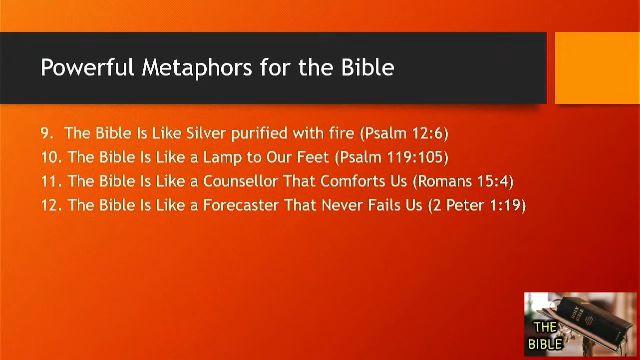 Powerful Metaphors for the Bible
9. The Bible Is Like Silver purified with fire (Psalm 12:6)
10. The Bible Is Like a Lamp to Our Feet (Psalm 119:105)
11. The Bible Is Like a Counsellor That Comforts Us (Romans 15:4)
12. The Bible Is Like a Forecaster That Never Fails Us (2 Peter 1:19)
HOLY
BIBLE
THE
BIBLE